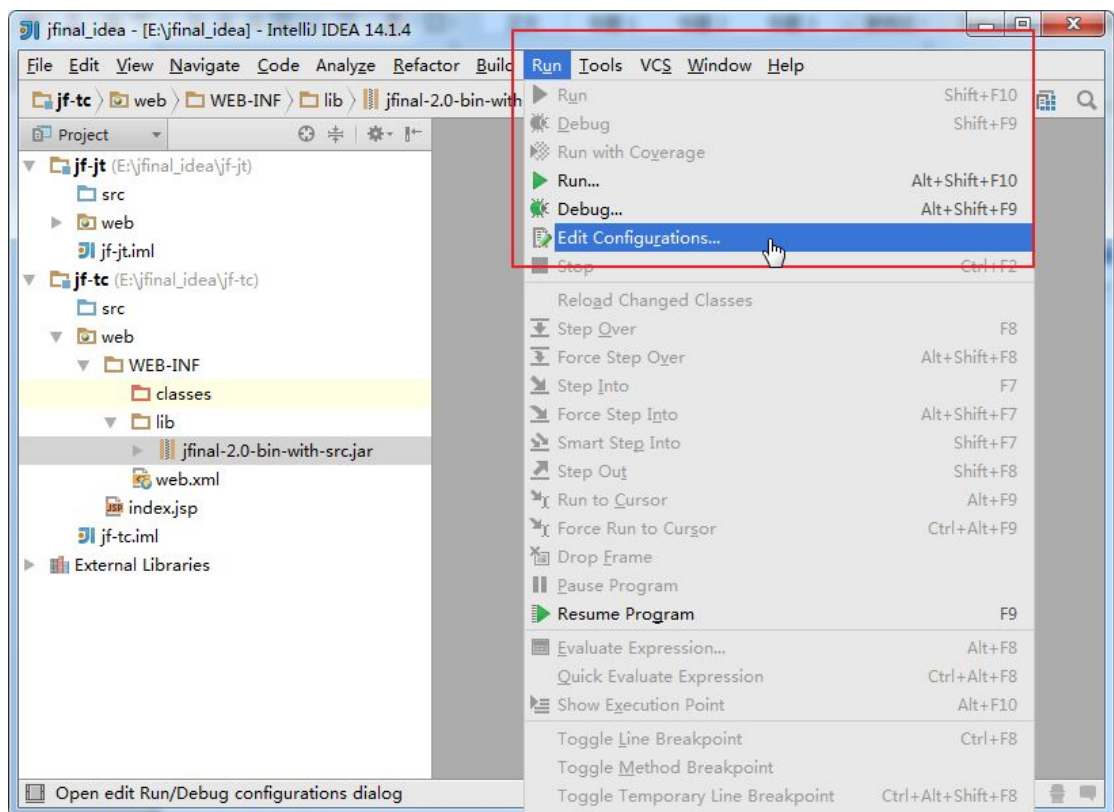 jfinal_idea - [E:\jfinal_idea] - IntelliJ IDEA 14.1.4
File Edit View Navigate Code Analyze Refactor Build Run Tools VCS Window Help
jf-tc web WEB-INF lib jfinal-2.0-bin-with
Project
jf-jt (E:\jfinal_idea\jf-jt)
src
web
jf-jt.iml
jf-tc (E:\jfinal_idea\jf-tc)
src
web
WEB-INF
classes
lib
jfinal-2.0-bin-with-src.jar
web.xml
index.jsp
jf-tc.iml
External Libraries
Run Shift+F10
Debug Shift+F9
Run with Coverage
Run... Alt+Shift+F10
Debug... Alt+Shift+F9
Edit Configurations...
Stop Ctrl+F2
Reload Changed Classes
Step Over F8
Force Step Over Alt+Shift+F8
Step Into F7
Force Step Into Alt+Shift+F7
Smart Step Into Shift+F7
Step Out Shift+F8
Run to Cursor Alt+F9
Force Run to Cursor Ctrl+Alt+F9
Drop Frame
Pause Program
Resume Program F9
Evaluate Expression... Alt+F8
Quick Evaluate Expression Ctrl+Alt+F8
Show Execution Point Alt+F10
Toggle Line Breakpoint Ctrl+F8
Toggle Method Breakpoint
Toggle Temporary Line Breakpoint Ctrl+Alt+Shift+F8
Open edit Run/Debug configurations dialog